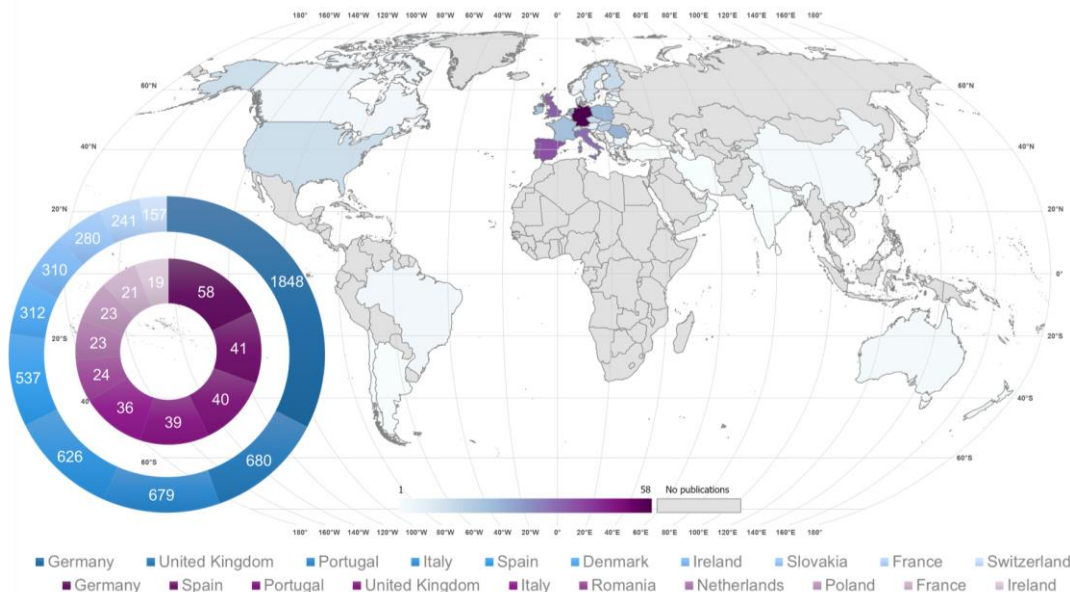 180° 160°W 140°W 120°W 100°W 80°W 60°W 40°W 20°W 0° 20°E 40°E 60°E 80°E 100°E 120°E 140°E 160°E 180°
60°N 60°N
40°N 40°N
20°N 20°N
241 157
280
310 1848
19
21 58
0° 0°
312 23
23 41
20°S 20°S
537 24
40
36 39
40° 40°S
626 680
60°S 60°S
679
1 58 No publications
180° 160°W 140°W 120°W 100°W 80°W 60°W 40°W 20°W 0° 20°E 40°E 60°E 80°E 100°E 120°E 140°E 160°E 180°
Germany United Kingdom Portugal Italy Spain Denmark Ireland Slovakia France Switzerland
Germany Spain Portugal United Kingdom Italy Romania Netherlands Poland France Ireland